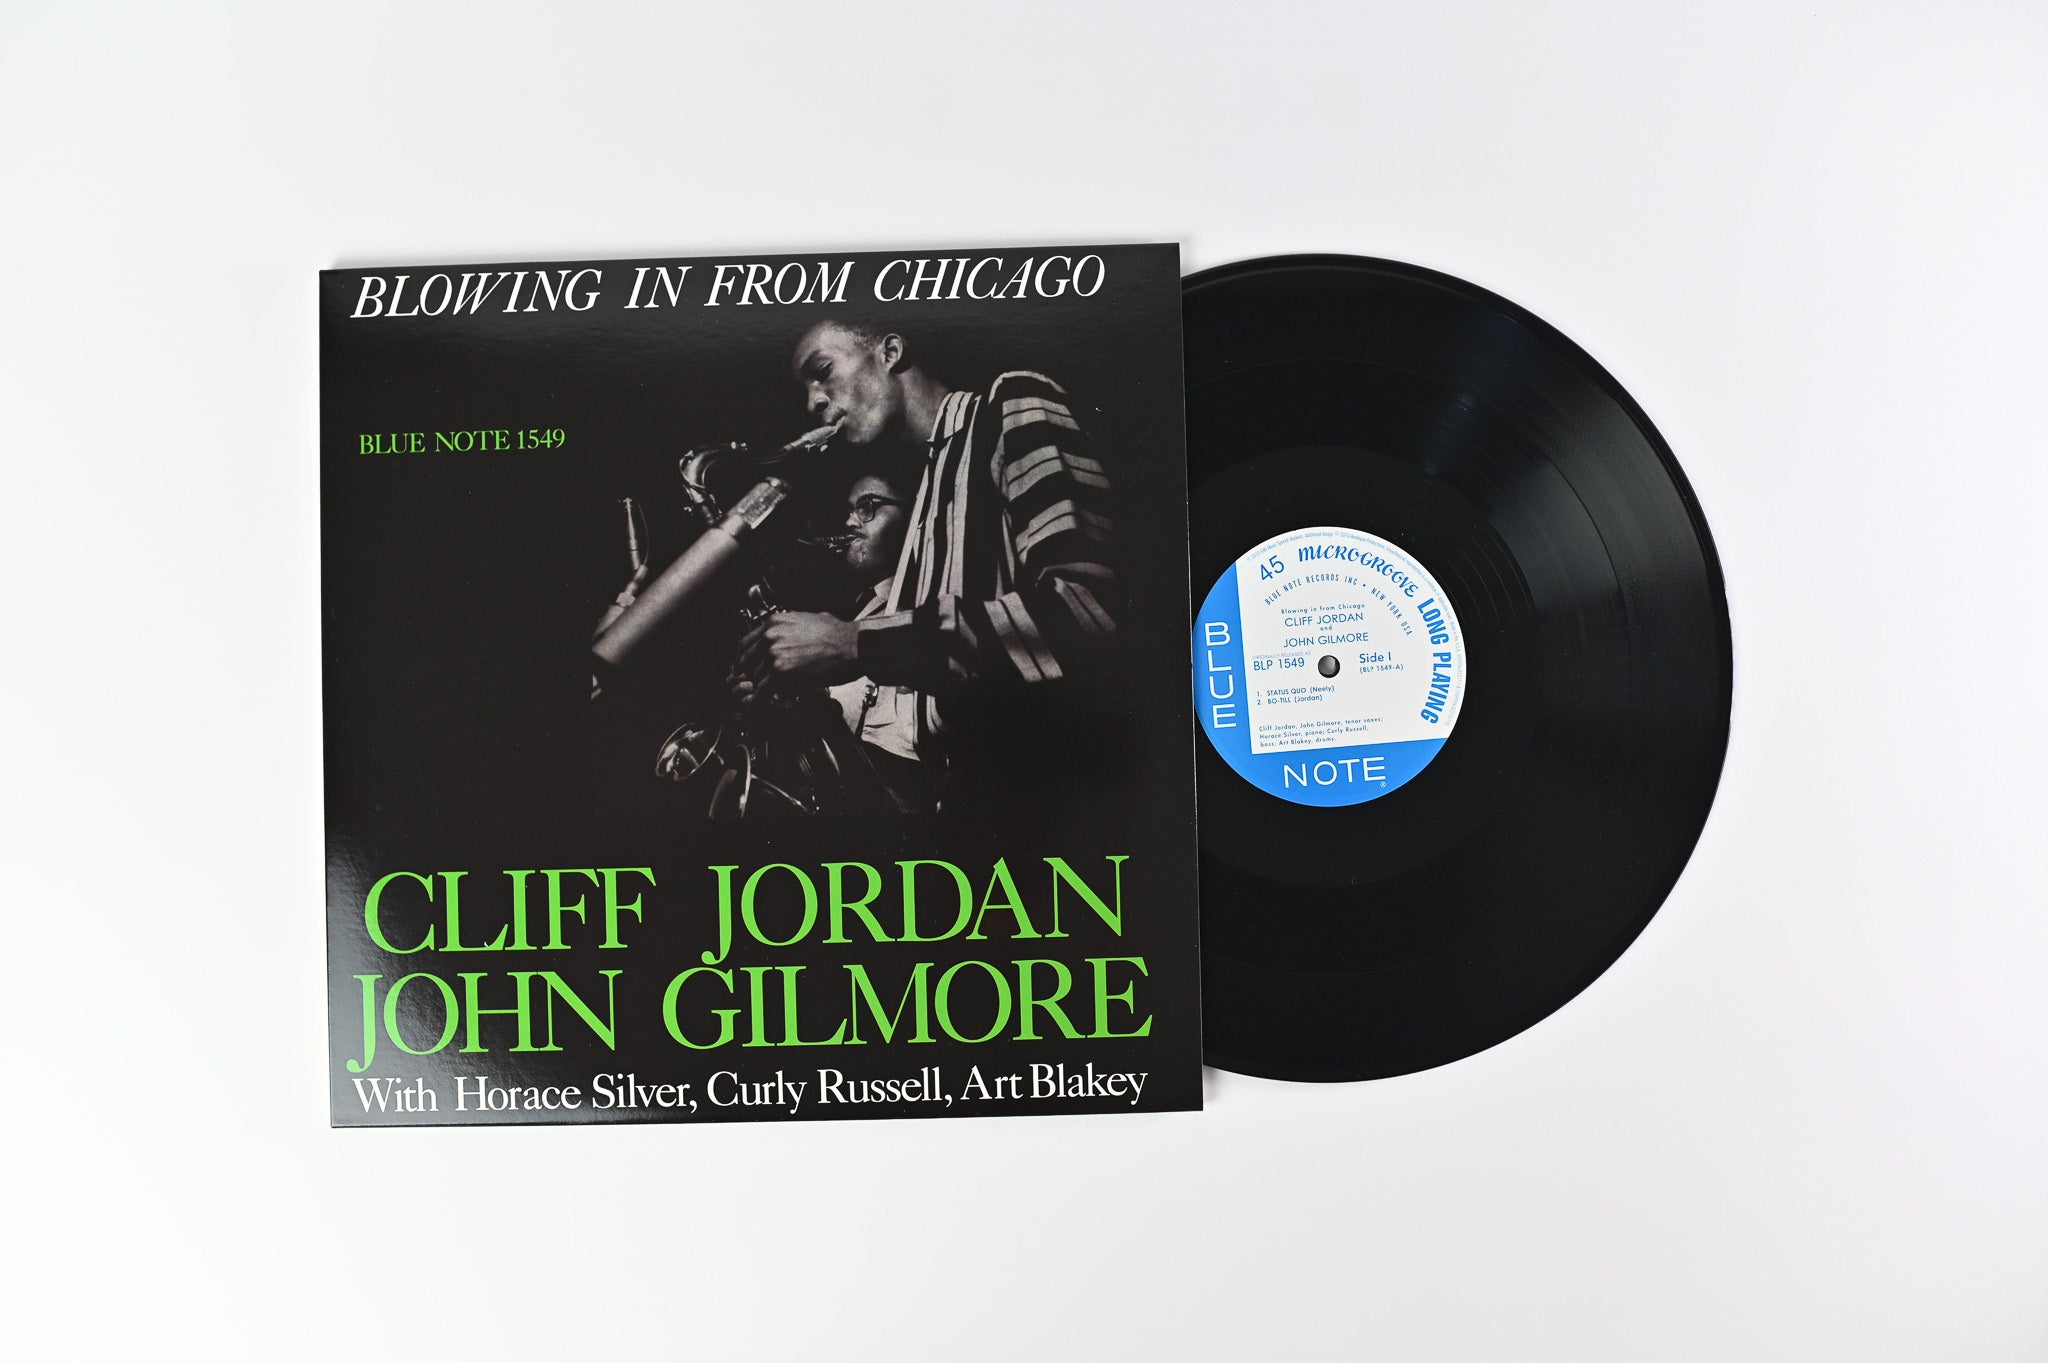 BLOWING IN FROM CHICAGO
BLUE NOTE 1549
CLIFF JORDAN
JOHN GILMORE
With Horace Silver, Curly Russell, Art Blakey
45 MICROGROOVE LONG PLAYING
BLUE NOTE RECORDS INC • NEW YORK USA
Blowing in from Chicago
CLIFF JORDAN
and
JOHN GILMORE
ORIGINALLY RELEASED AS
BLP 1549
Side I
(BLP 1549-A)
1. STATUS QUO (Neely)
2. BO-TILL (Jordan)
Cliff Jordan, John Gilmore, tenor saxes;
Horace Silver, piano; Curly Russell,
bass; Art Blakey, drums.
BLUE
NOTE
®